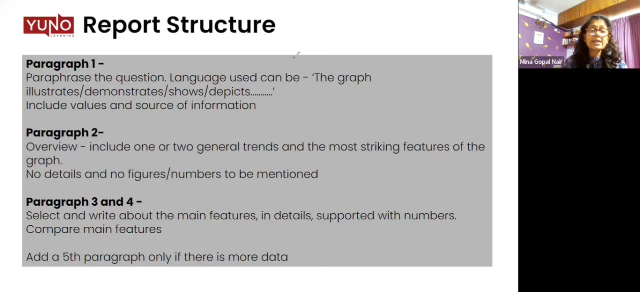 YUNO
LEARNING
Report Structure
Paragraph 1 -
Paraphrase the question. Language used can be - ‘The graph
illustrates/demonstrates/shows/depicts...........’
Include values and source of information
Paragraph 2-
Overview - include one or two general trends and the most striking features of the
graph.
No details and no figures/numbers to be mentioned
Paragraph 3 and 4 -
Select and write about the main features, in details, supported with numbers.
Compare main features
Add a 5th paragraph only if there is more data
Mina Gopal Nair